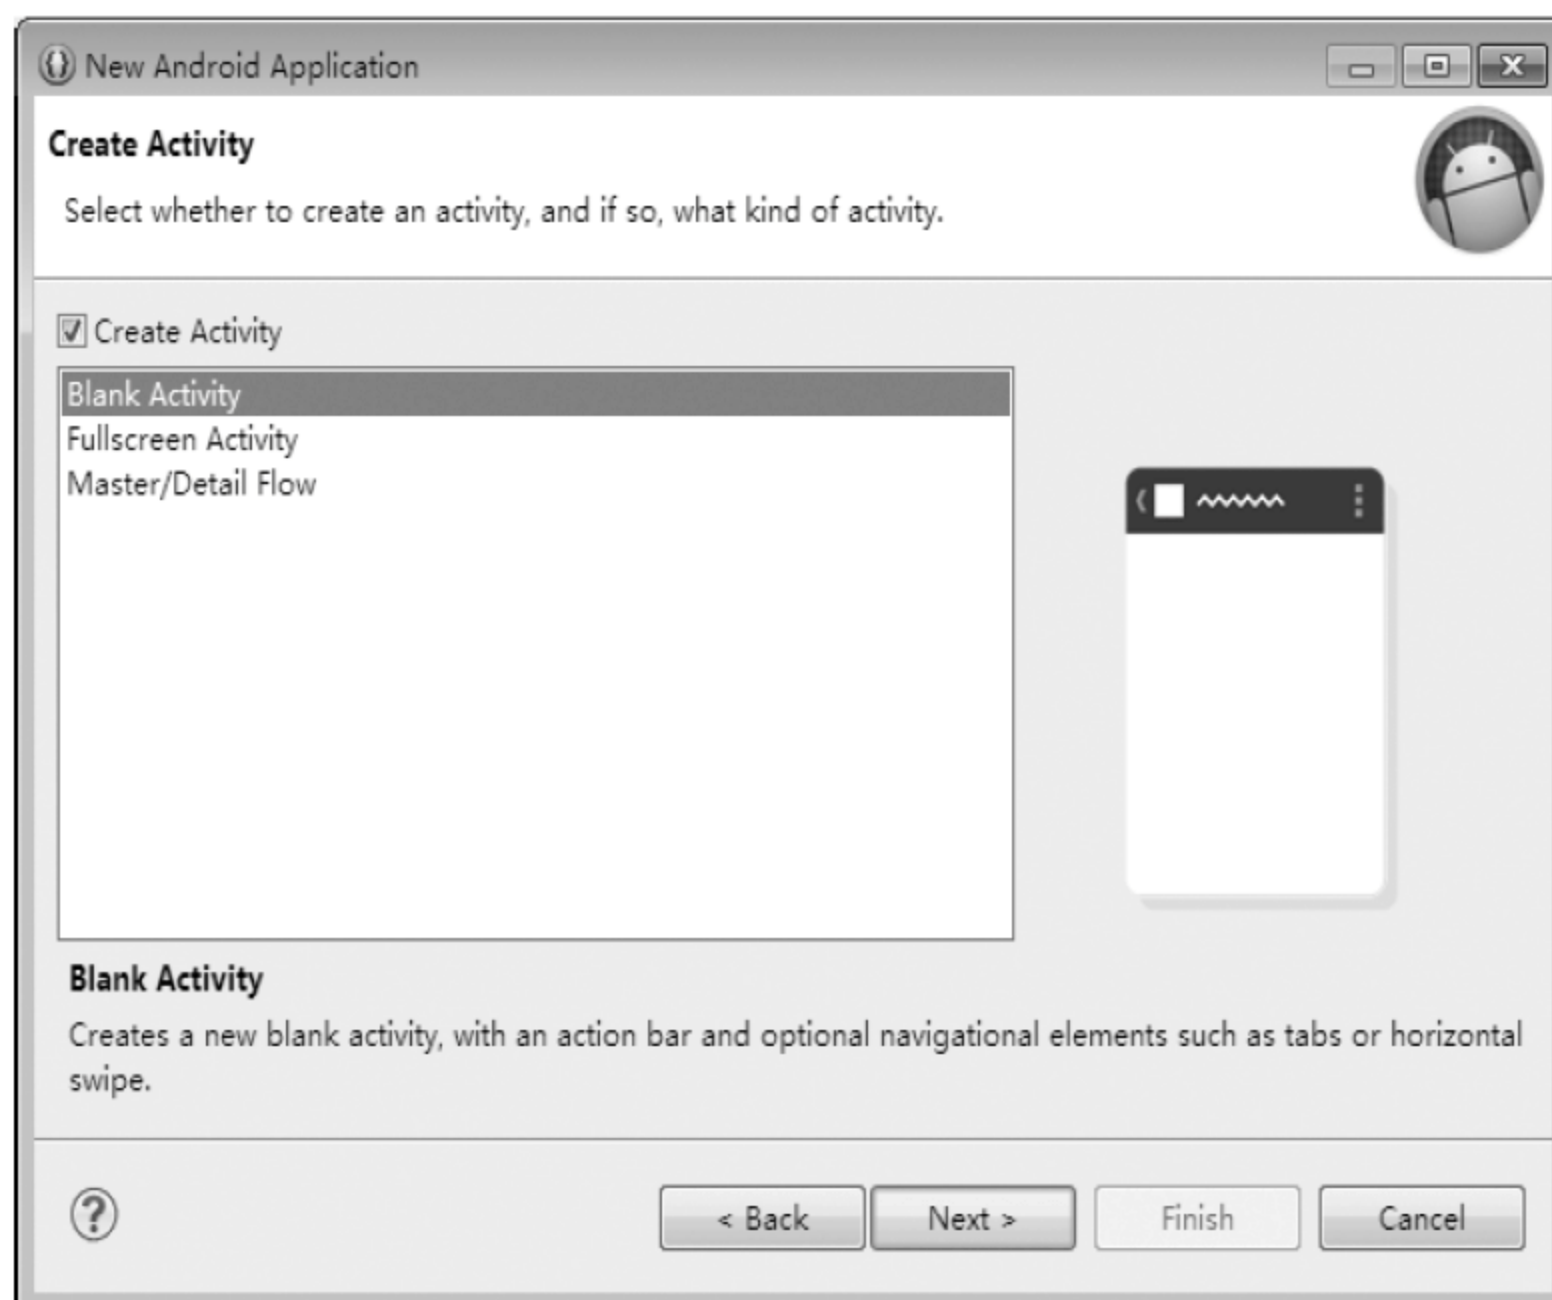 New Android Application
Create Activity
Select whether to create an activity, and if so, what kind of activity.
Create Activity
Blank Activity
Fullscreen Activity
Master/Detail Flow
Blank Activity
Creates a new blank activity, with an action bar and optional navigational elements such as tabs or horizontal
swipe.
?
< Back
Next >
Finish
Cancel